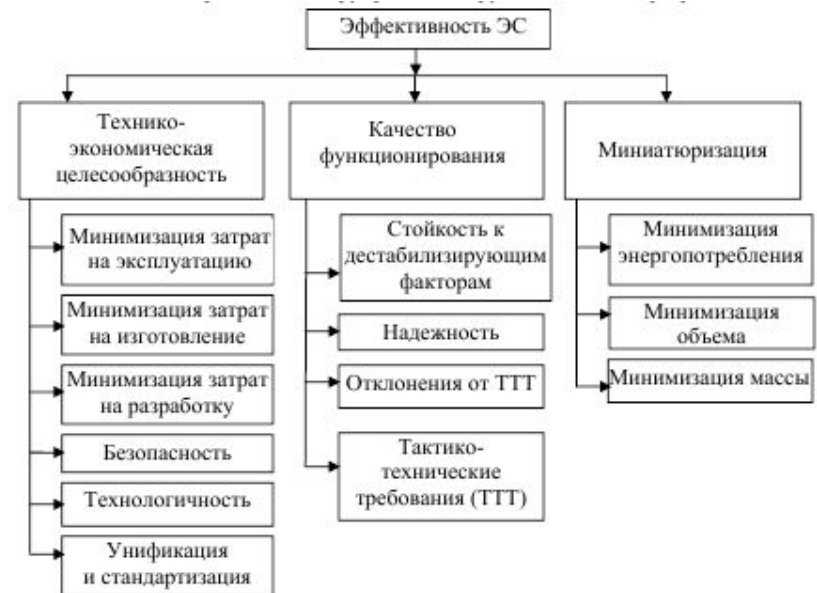 Эффективность ЭС
Технико-
экономическая
целесообразность
Минимизация затрат
на эксплуатацию
Минимизация затрат
на изготовление
Минимизация затрат
на разработку
Безопасность
Технологичность
Унификация
и стандартизация
Качество
функционирования
Стойкость к
дестабилизирующим
факторам
Надежность
Отклонения от ТТТ
Тактико-
технические
требования (ТТТ)
Миниатюризация
Минимизация
энергопотребления
Минимизация
объема
Минимизация массы